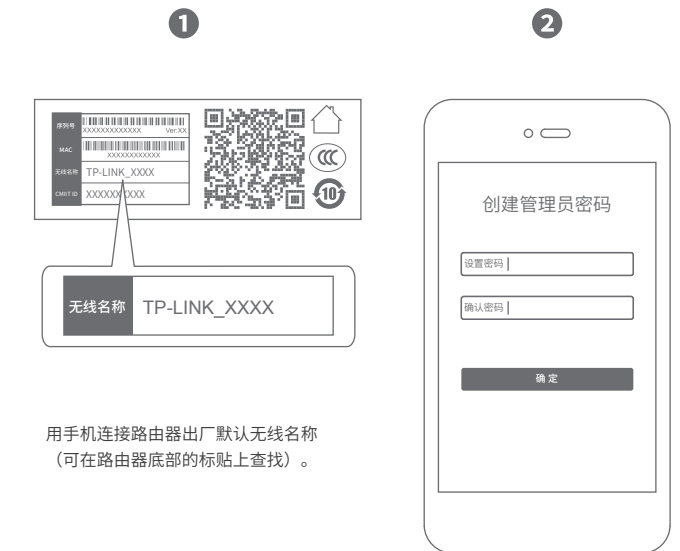 1
2
序列号
XXXXXXXXXXXXX Ver:XX
MAC
XXXXXXXXXXXX
无线名称 TP-LINK_XXXX
CMIIT ID
CCC
10
无线名称 TP-LINK_XXXX
用手机连接路由器出厂默认无线名称
（可在路由器底部的标贴上查找）。
创建管理员密码
设置密码
确认密码
确 定